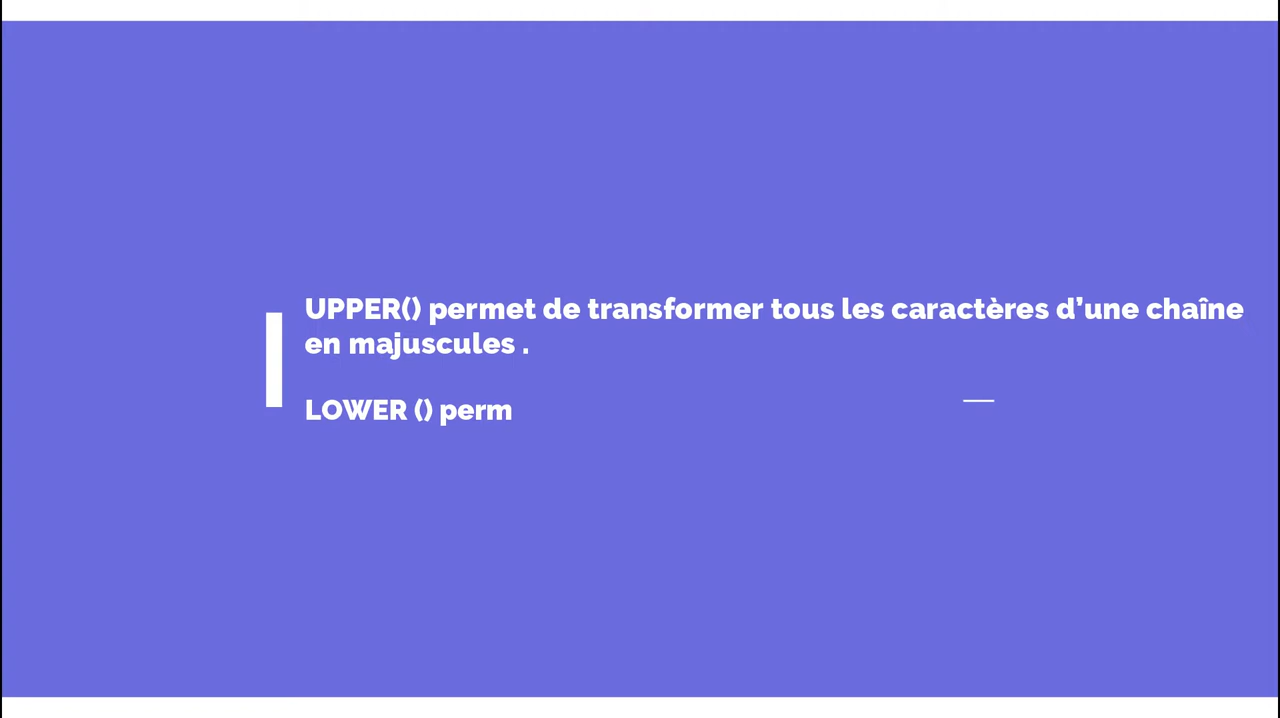 UPPER() permet de transformer tous les caractères d’une chaîne
en majuscules .
LOWER () perm